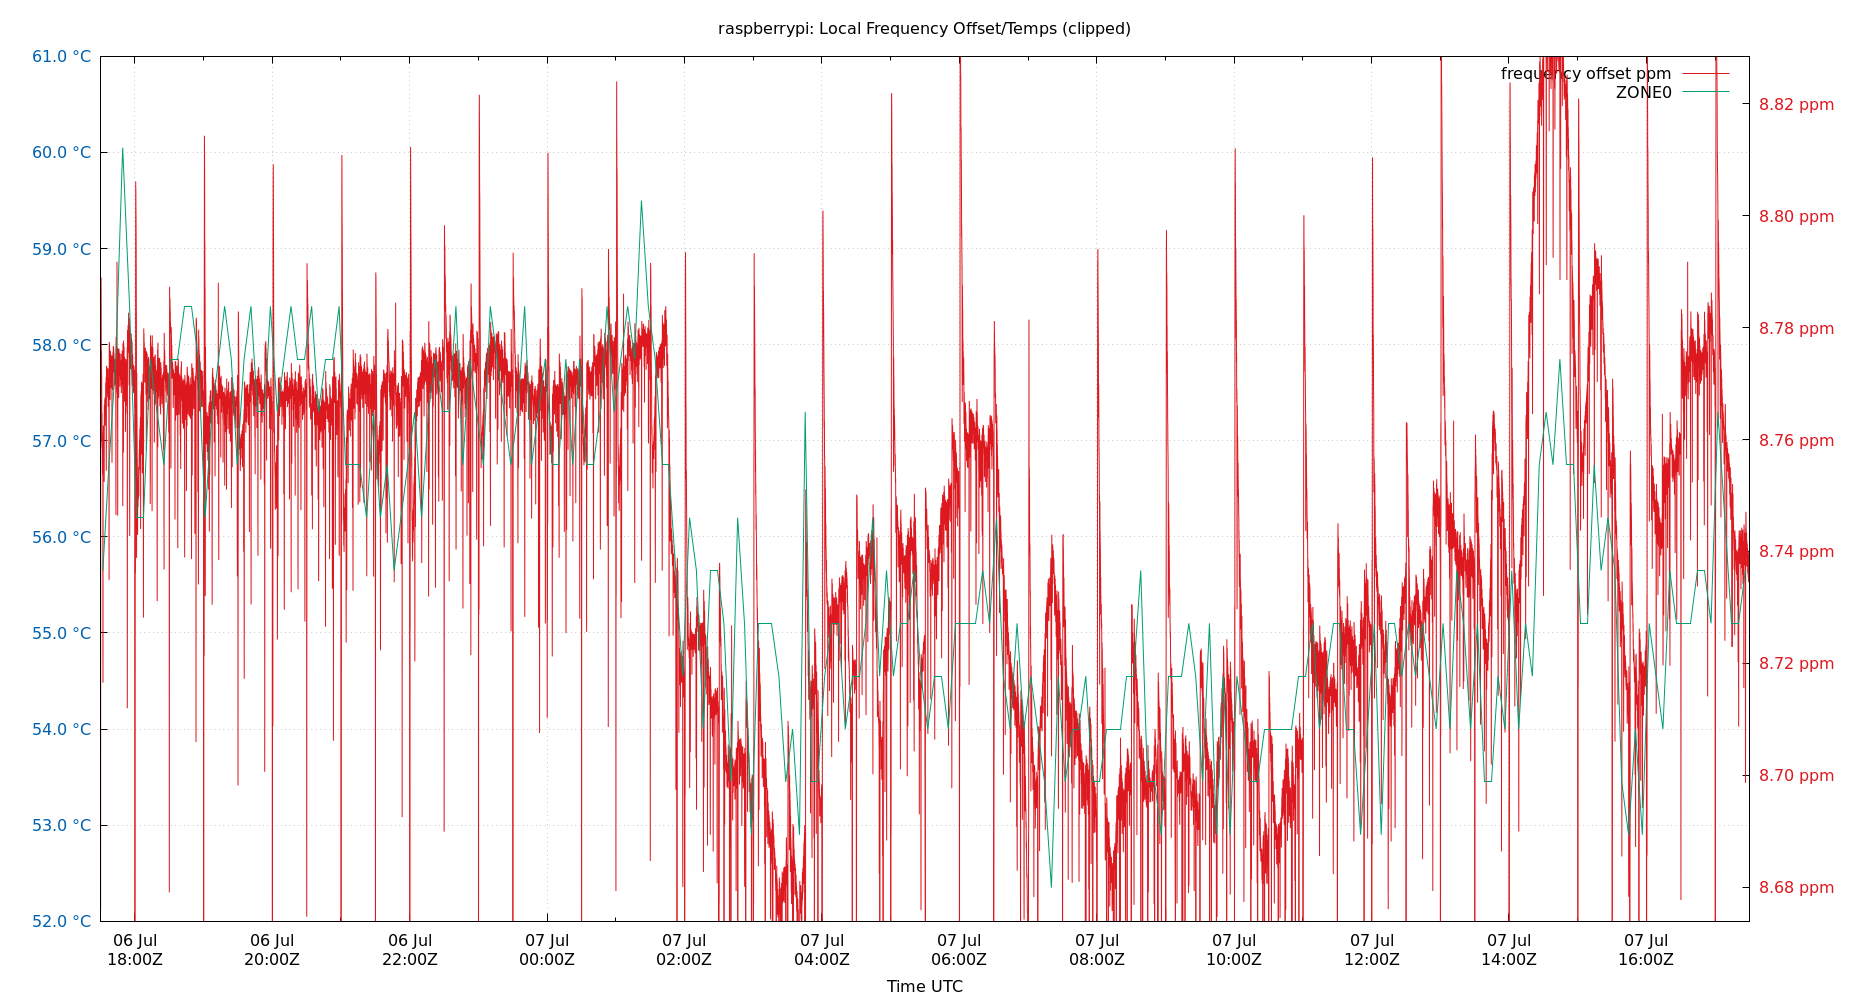 raspberrypi: Local Frequency Offset/Temps (clipped)
61.0 °C
60.0 °C
59.0 °C
58.0 °C
57.0 °C
56.0 °C
55.0 °C
54.0 °C
53.0 °C
52.0 °C
frequency offset ppm
ZONE0
8.82 ppm
8.80 ppm
8.78 ppm
8.76 ppm
8.74 ppm
8.72 ppm
8.70 ppm
8.68 ppm
06 Jul 06 Jul 06 Jul 07 Jul 07 Jul 07 Jul 07 Jul 07 Jul 07 Jul 07 Jul 07 Jul 07 Jul
18:00Z 20:00Z 22:00Z 00:00Z 02:00Z 04:00Z 06:00Z 08:00Z 10:00Z 12:00Z 14:00Z 16:00Z
Time UTC